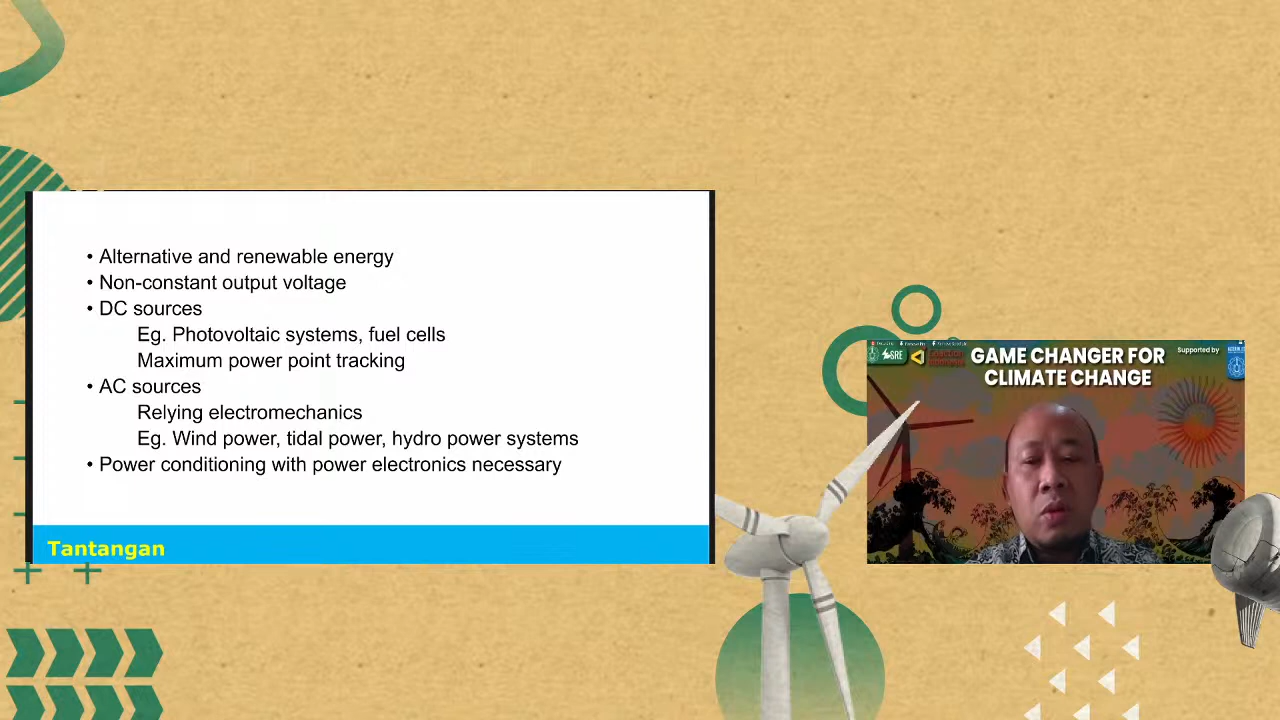 • Alternative and renewable energy
• Non-constant output voltage
• DC sources
Eg. Photovoltaic systems, fuel cells
Maximum power point tracking
• AC sources
Relying electromechanics
Eg. Wind power, tidal power, hydro power systems
• Power conditioning with power electronics necessary
Tantangan
SRE
GAME CHANGER FOR
CLIMATE CHANGE
Supported by